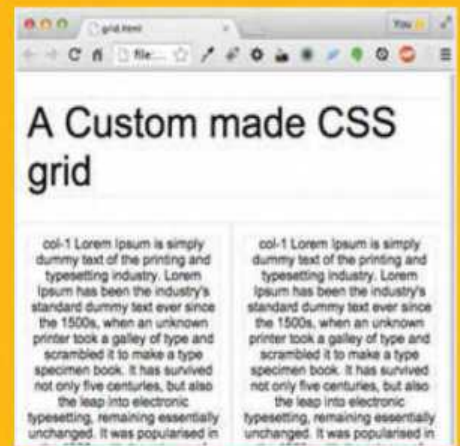 grid.html
You
file:...
A Custom made CSS
grid
col-1 Lorem Ipsum is simply
dummy text of the printing and
typesetting industry. Lorem
Ipsum has been the industry's
standard dummy text ever since
the 1500s, when an unknown
printer took a galley of type and
scrambled it to make a type
specimen book. It has survived
not only five centuries, but also
the leap into electronic
typesetting, remaining essentially
unchanged. It was popularised in
col-1 Lorem Ipsum is simply
dummy text of the printing and
typesetting industry. Lorem
Ipsum has been the industry's
standard dummy text ever since
the 1500s, when an unknown
printer took a galley of type and
scrambled it to make a type
specimen book. It has survived
not only five centuries, but also
the leap into electronic
typesetting, remaining essentially
unchanged. It was popularised in